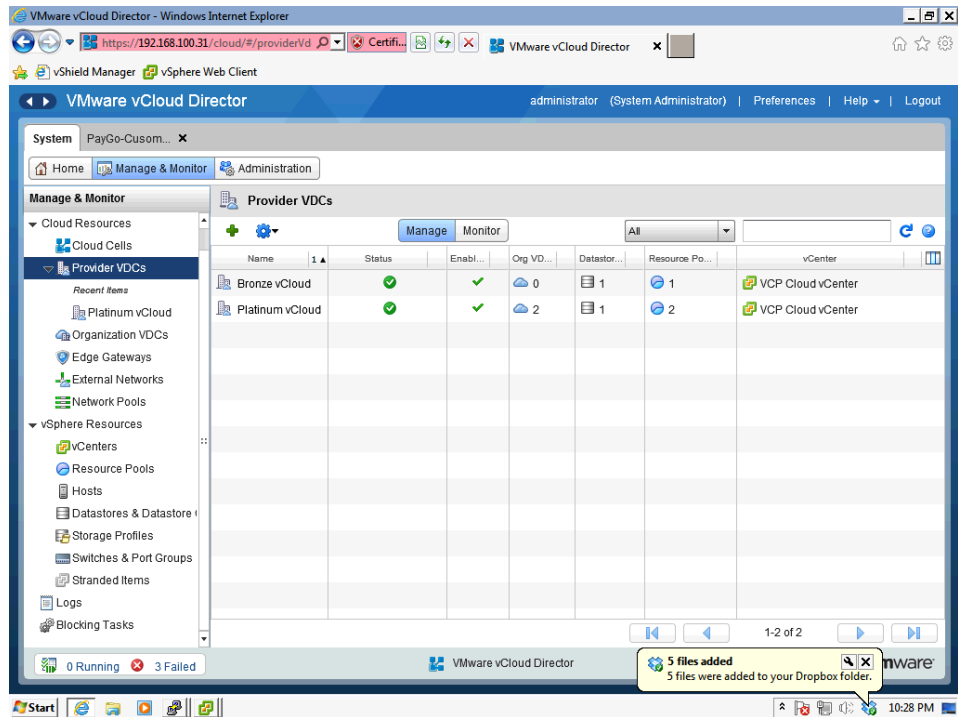 VMware vCloud Director - Windows Internet Explorer
https://192.168.100.31/cloud/#/providerVd
Certifi...
VMware vCloud Director
vShield Manager
vSphere Web Client
VMware vCloud Director
administrator (System Administrator) | Preferences | Help | Logout
System
PayGo-Cusom...
Home
Manage & Monitor
Administration
Manage & Monitor
Provider VDCs
Cloud Resources
Cloud Cells
Provider VDCs
Recent Items
Platinum vCloud
Organization VDCs
Edge Gateways
External Networks
Network Pools
vSphere Resources
vCenters
Resource Pools
Hosts
Datastores & Datastore
Storage Profiles
Switches & Port Groups
Stranded Items
Logs
Blocking Tasks
Manage
Monitor
All
Name 1 Status Enabl... Org VD... Datastor... Resource Po... vCenter
Bronze vCloud 0 1 1 VCP Cloud vCenter
Platinum vCloud 2 1 2 VCP Cloud vCenter
1-2 of 2
0 Running 3 Failed
VMware vCloud Director
mware
5 files added
5 files were added to your Dropbox folder.
Start
10:28 PM